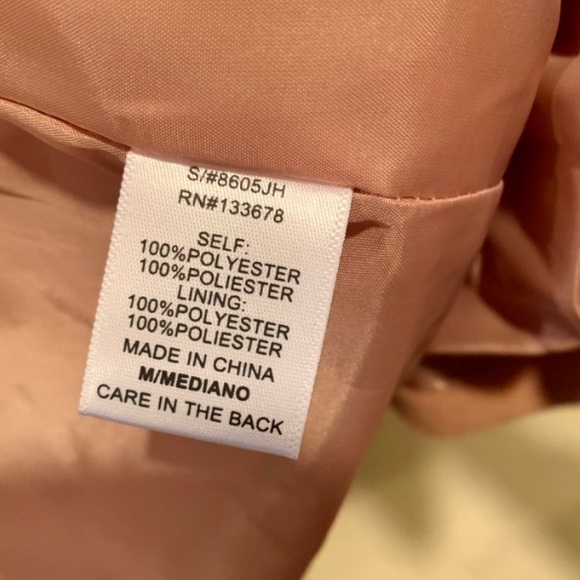 S/#8605JH
RN#133678
SELF:
100%POLYESTER
100%POLIESTER
LINING:
100%POLYESTER
100%POLIESTER
MADE IN CHINA
M/MEDIANO
CARE IN THE BACK